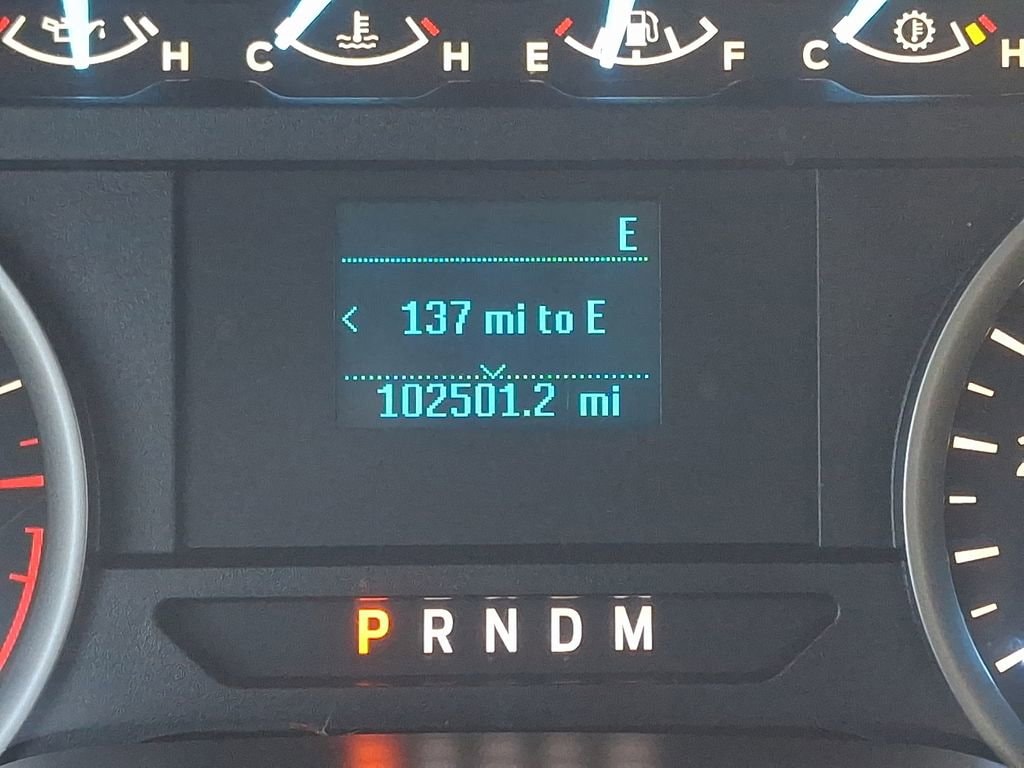 H C H E F C H
E
< 137 mi to E
102501.2 mi
P R N D M